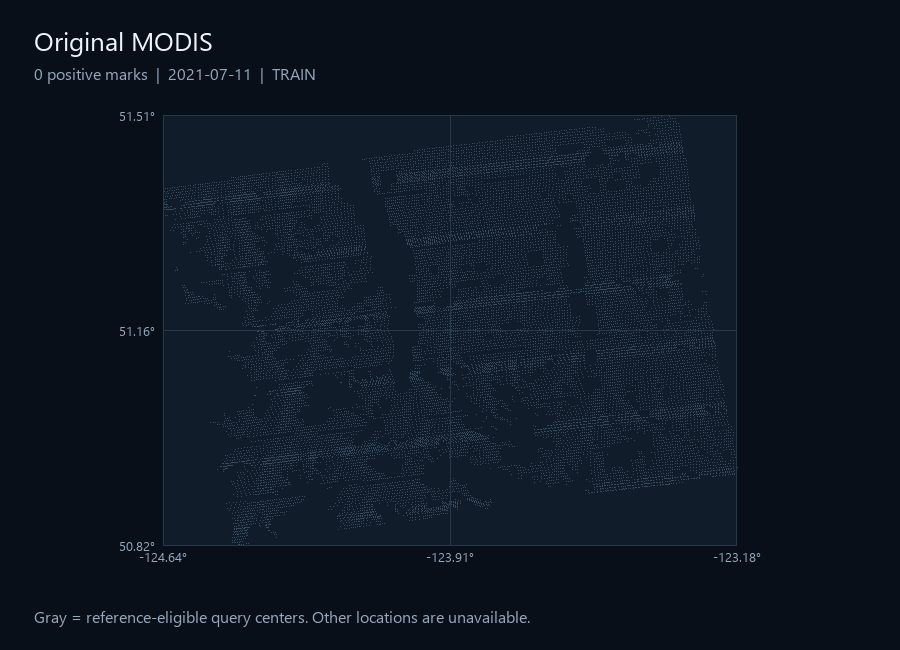 Original MODIS
0 positive marks | 2021-07-11 | TRAIN
51.51°
51.16°
50.82°
-124.64°
-123.91°
-123.18°
Gray = reference-eligible query centers. Other locations are unavailable.